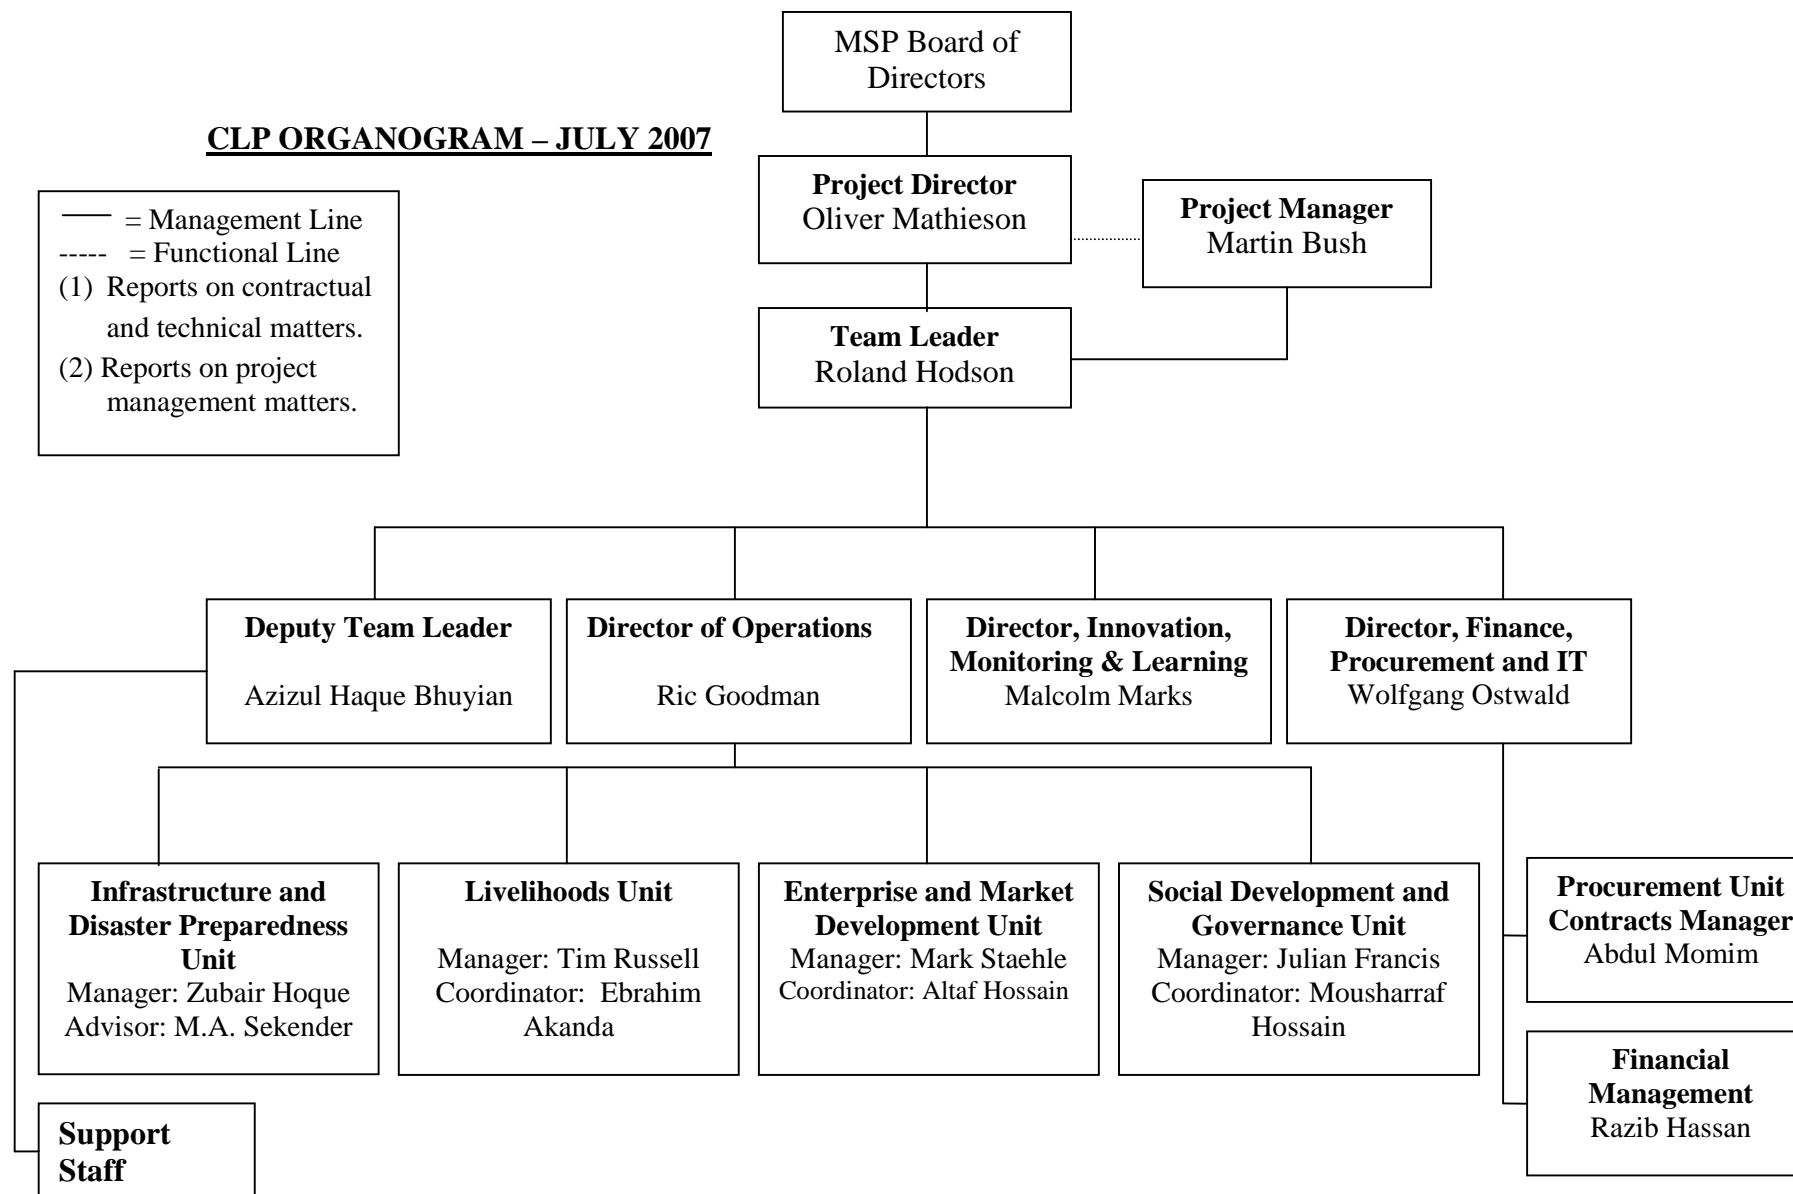 MSP Board of
Directors
CLP ORGANOGRAM – JULY 2007
= Management Line
----- = Functional Line
(1) Reports on contractual
and technical matters.
(2) Reports on project
management matters.
Project Director
Oliver Mathieson
Project Manager
Martin Bush
Team Leader
Roland Hodson
Deputy Team Leader
Azizul Haque Bhuyian
Director of Operations
Ric Goodman
Director, Innovation,
Monitoring & Learning
Malcolm Marks
Director, Finance,
Procurement and IT
Wolfgang Ostwald
Infrastructure and
Disaster Preparedness
Unit
Manager: Zubair Hoque
Advisor: M.A. Sekender
Livelihoods Unit
Manager: Tim Russell
Coordinator: Ebrahim
Akanda
Enterprise and Market
Development Unit
Manager: Mark Staehle
Coordinator: Altaf Hossain
Social Development and
Governance Unit
Manager: Julian Francis
Coordinator: Mousharraf
Hossain
Procurement Unit
Contracts Manager
Abdul Momim
Financial
Management
Razib Hassan
Support
Staff